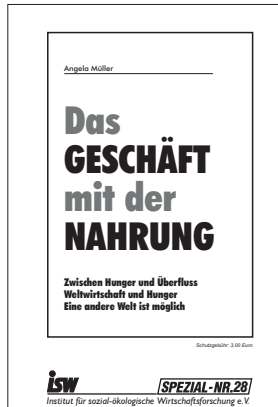 Angela Müller
Das
GESCHÄFT
mit der
NAHRUNG
Zwischen Hunger und Überfluss
Weltwirtschaft und Hunger
Eine andere Welt ist möglich
Schutzgebühr: 3,00 Euro
isw SPEZIAL-NR.28
Institut für sozial-ökologische Wirtschaftsforschung e.V.